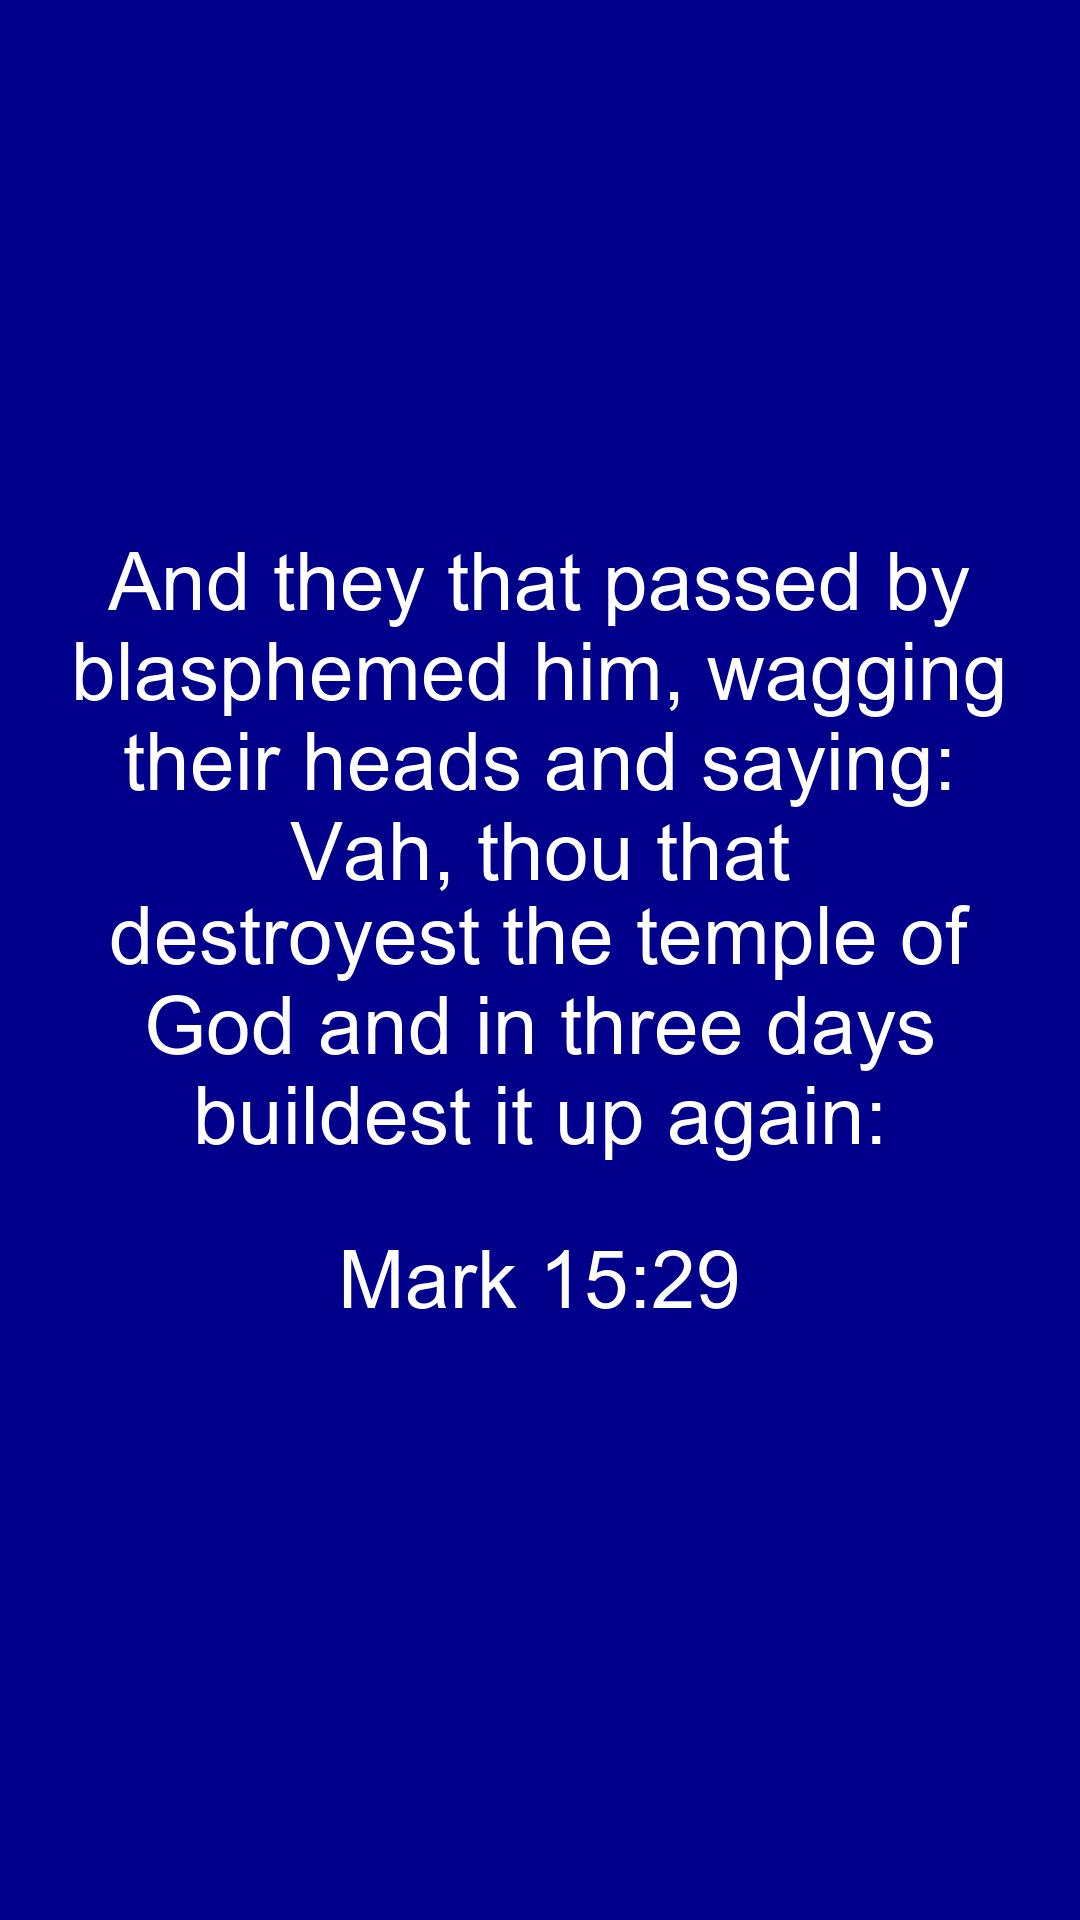 And they that passed by
blasphemed him, wagging
their heads and saying:
Vah, thou that
destroyest the temple of
God and in three days
buildest it up again:
Mark 15:29